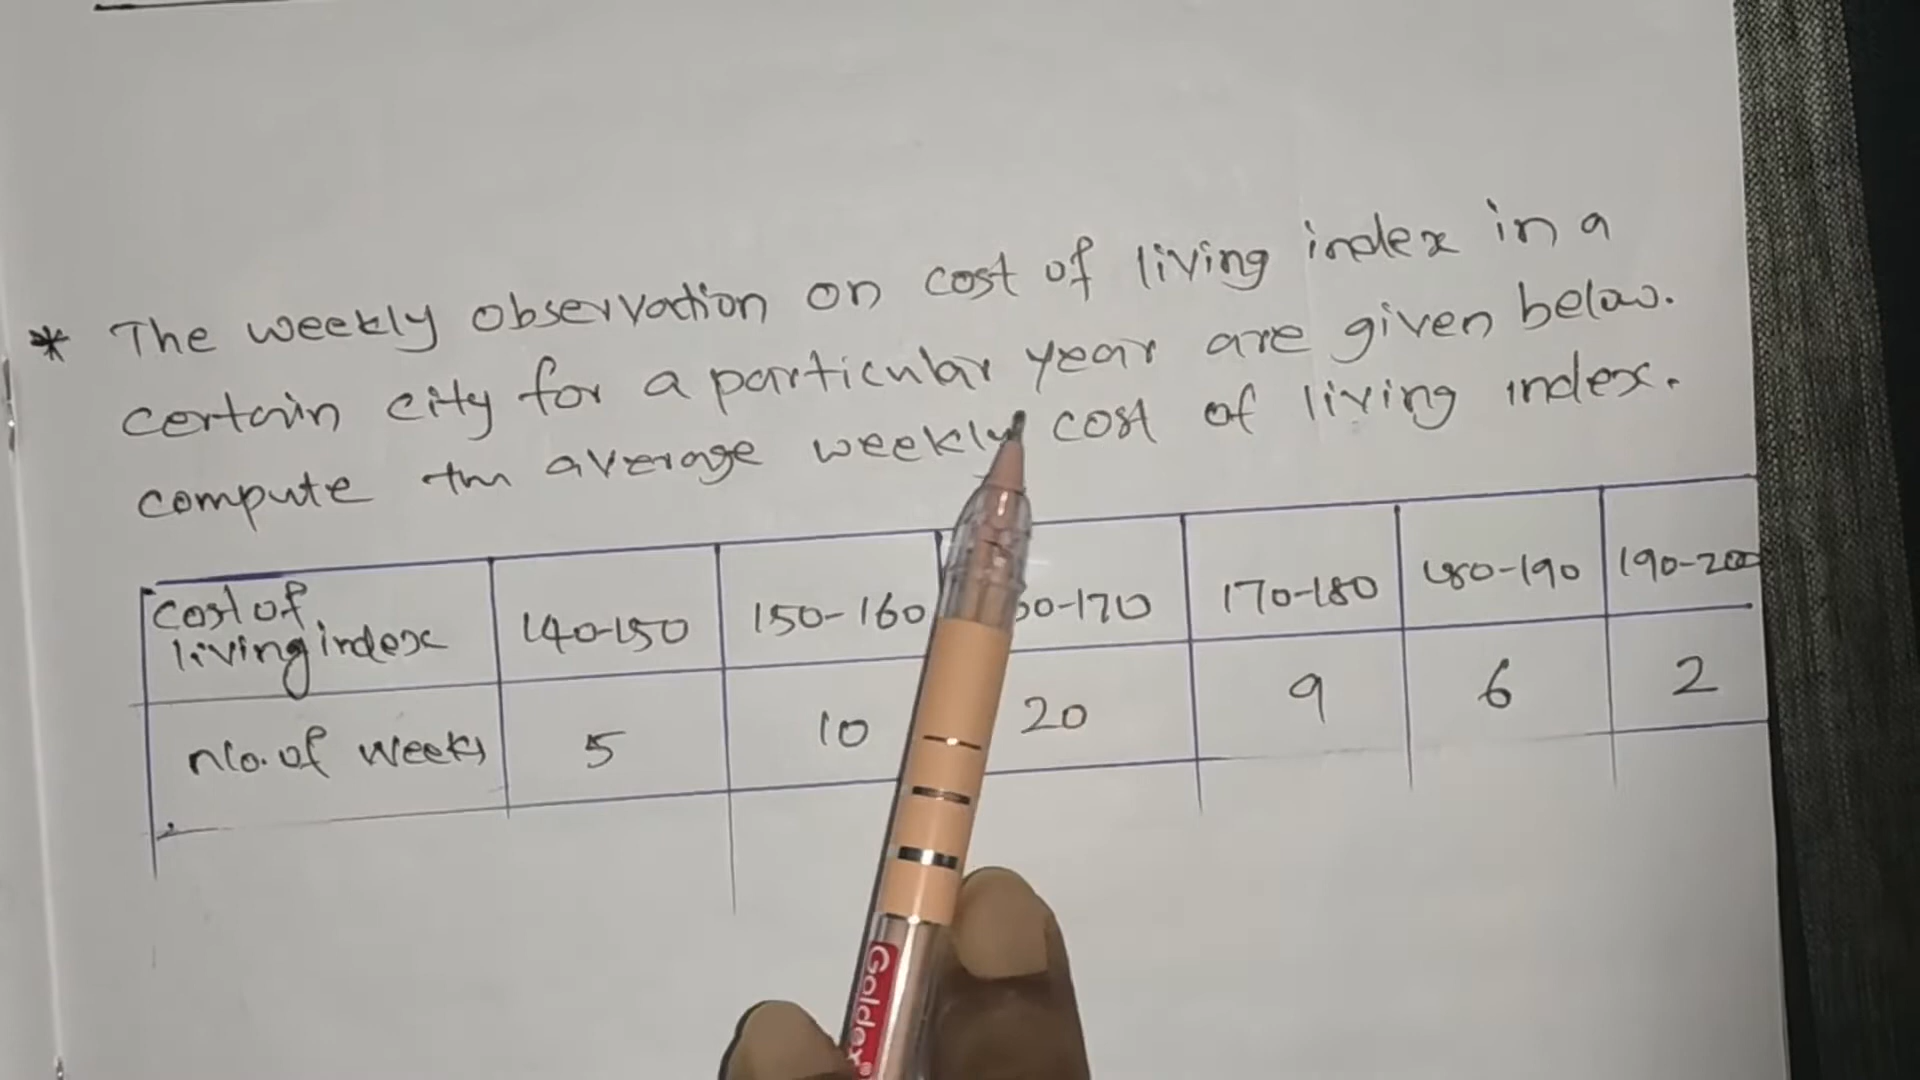 * The weekly observation on cost of living index in a
certain city for a particular year are given below.
compute the average weekly cost of living index.
cost of living index 140-150 150-160 60-170 170-180 180-190 190-200
No. of weeks 5 10 20 9 6 2
Goldex®